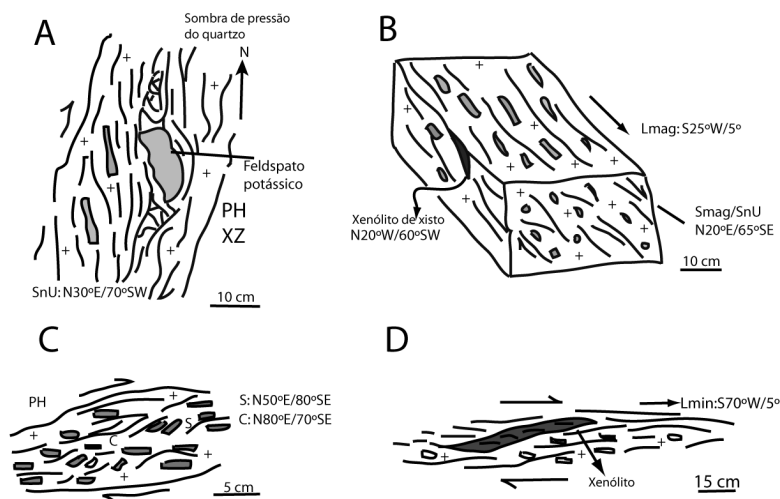 A
Sombra de pressão
do quartzo
N
Feldspato
potássico
PH
XZ
SnU: N30ºE/70ºSW
10 cm
B
Lmag: S25ºW/5º
Xenólito de xisto
N20ºW/60ºSW
Smag/SnU
N20ºE/65ºSE
10 cm
C
PH
S: N50ºE/80ºSE
C: N80ºE/70ºSE
S
C
5 cm
D
Lmin:S70ºW/5º
Xenólito
15 cm